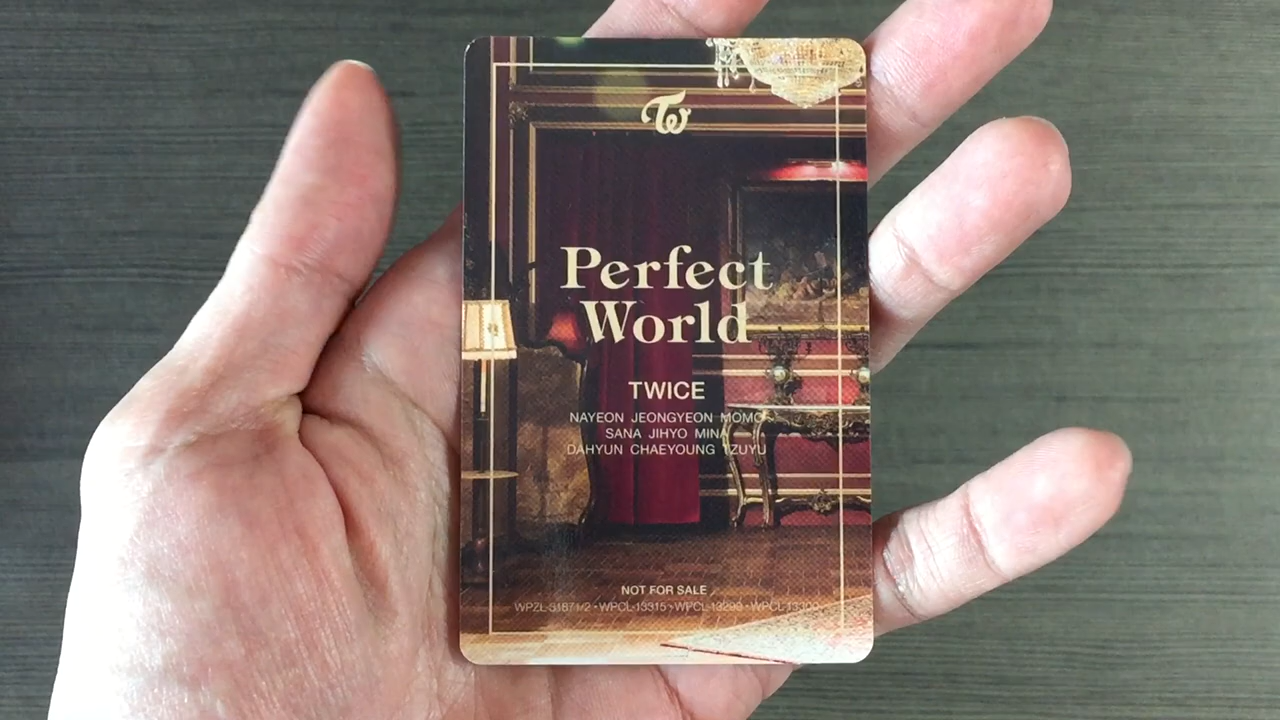 TW
Perfect
World
TWICE
NAYEON JEONGYEON MOMO
SANA JIHYO MINA
DAHYUN CHAEYOUNG TZUYU
NOT FOR SALE
WPZL-31871/2 • WPCL-13315 • WPCL-13299 • WPCL-13300